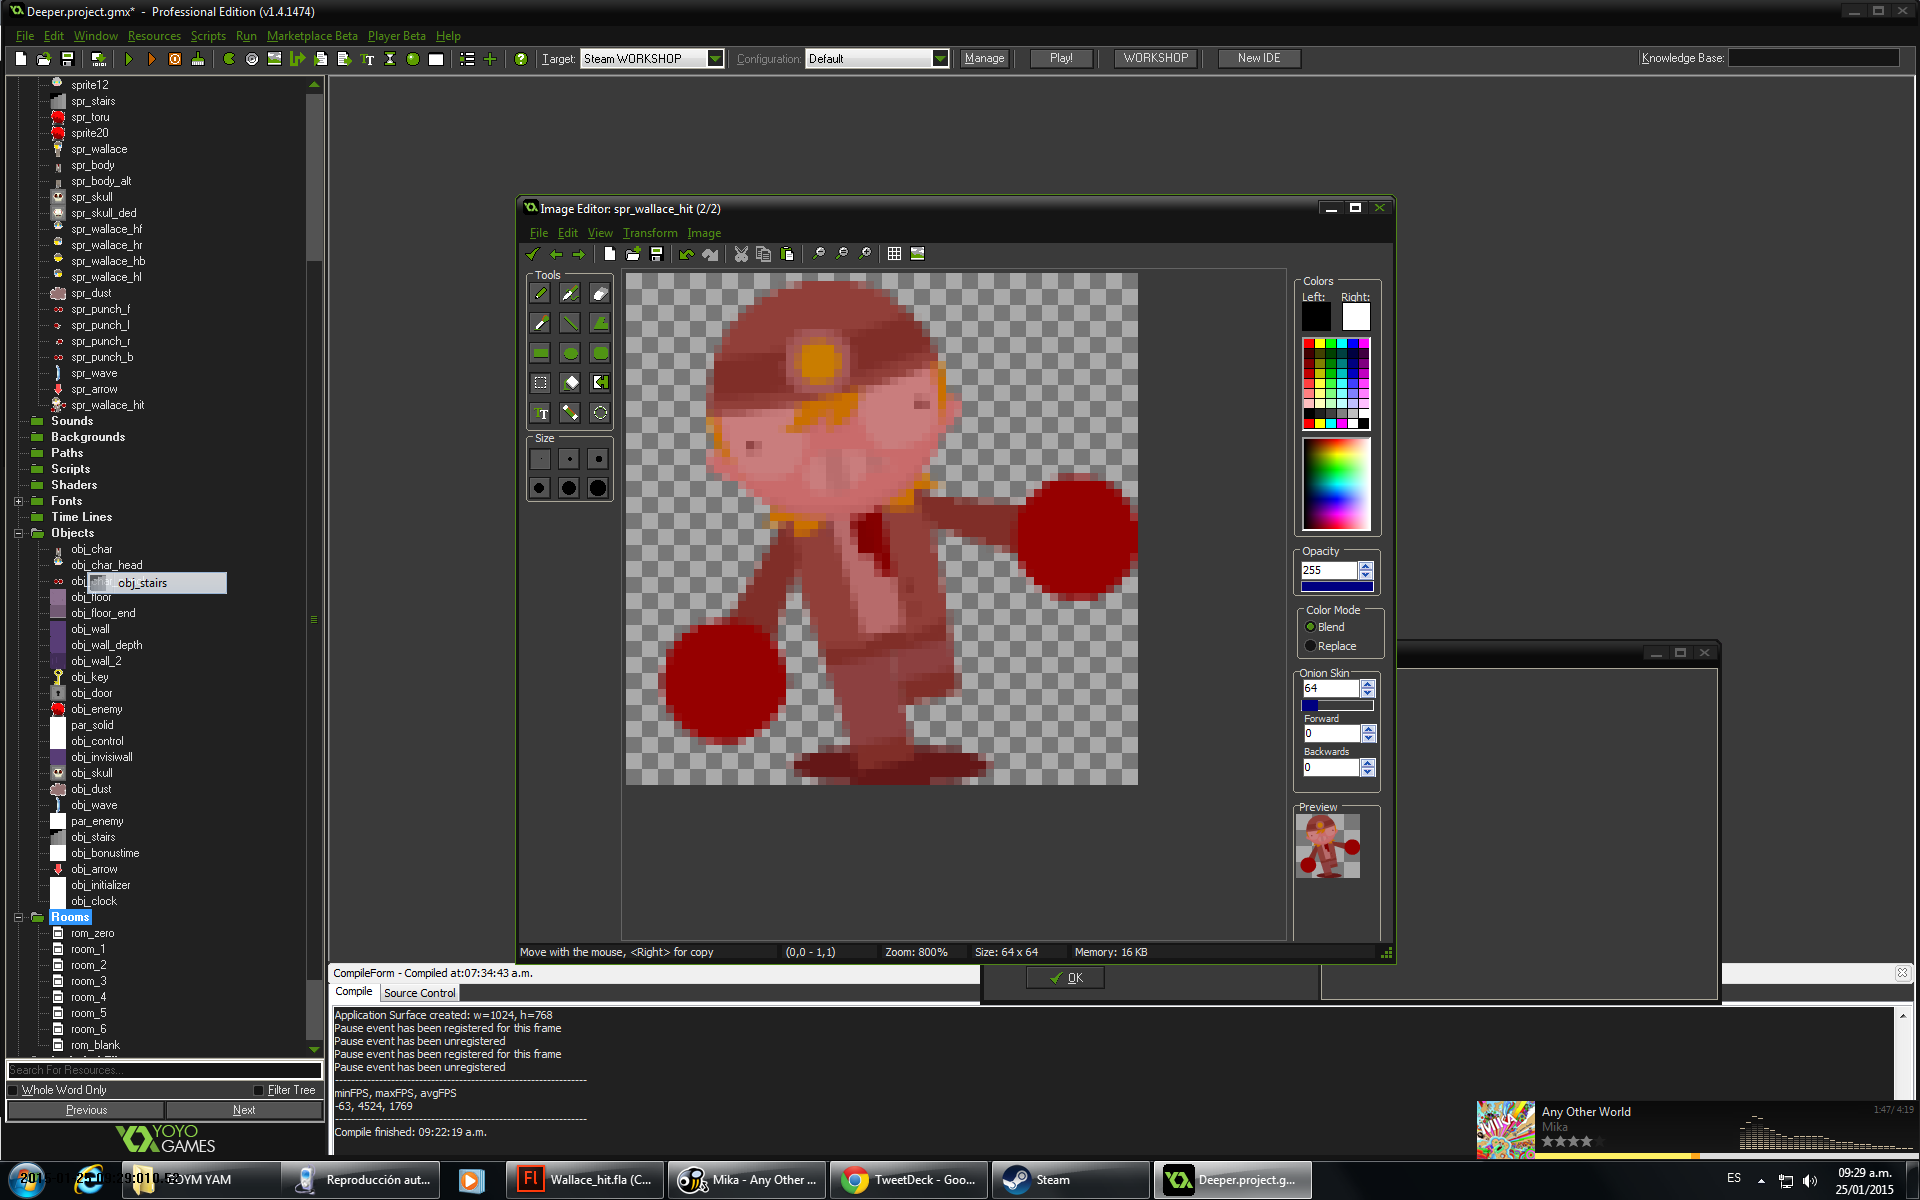 Deeper.project.gmx* - Professional Edition (v1.4.1474)
File Edit Window Resources Scripts Run Marketplace Beta Player Beta Help
Target: Steam WORKSHOP Configuration: Default Manage Play! WORKSHOP New IDE Knowledge Base:
sprite12
spr_stairs
spr_toru
sprite20
spr_wallace
spr_body
spr_body_alt
spr_skull
spr_skull_ded
spr_wallace_hf
spr_wallace_hr
spr_wallace_hb
spr_wallace_hl
spr_dust
spr_punch_f
spr_punch_l
spr_punch_r
spr_punch_b
spr_wave
spr_arrow
spr_wallace_hit
Sounds
Backgrounds
Paths
Scripts
Shaders
Fonts
Time Lines
Objects
obj_char
obj_char_head
obj_stairs
obj_floor
obj_floor_end
obj_wall
obj_wall_depth
obj_wall_2
obj_key
obj_door
obj_enemy
par_solid
obj_control
obj_invisiwall
obj_skull
obj_dust
obj_wave
par_enemy
obj_stairs
obj_bonustime
obj_arrow
obj_initializer
obj_clock
Rooms
rom_zero
room_1
room_2
room_3
room_4
room_5
room_6
rom_blank
Search For Resources...
Whole Word Only Filter Tree
Previous Next
YOYO GAMES
Image Editor: spr_wallace_hit (2/2)
File Edit View Transform Image
Tools
Size
Colors
Left: Right:
Opacity
255
Color Mode
Blend
Replace
Onion Skin
64
Forward
0
Backwards
0
Preview
Move with the mouse, <Right> for copy (0,0 - 1,1) Zoom: 800% Size: 64 x 64 Memory: 16 KB
OK
CompileForm - Compiled at:07:34:43 a.m.
Compile Source Control
Application Surface created: w=1024, h=768
Pause event has been registered for this frame
Pause event has been unregistered
Pause event has been registered for this frame
Pause event has been unregistered
minFPS, maxFPS, avgFPS
-63, 4524, 1769
Compile finished: 09:22:19 a.m.
MIKA
Any Other World
Mika
1:47/ 4:19
YM YAM
Reproducción aut...
Wallace_hit.fla (C...
Mika - Any Other ...
TweetDeck - Goo...
Steam
Deeper.project.g...
ES
09:29 a.m.
25/01/2015